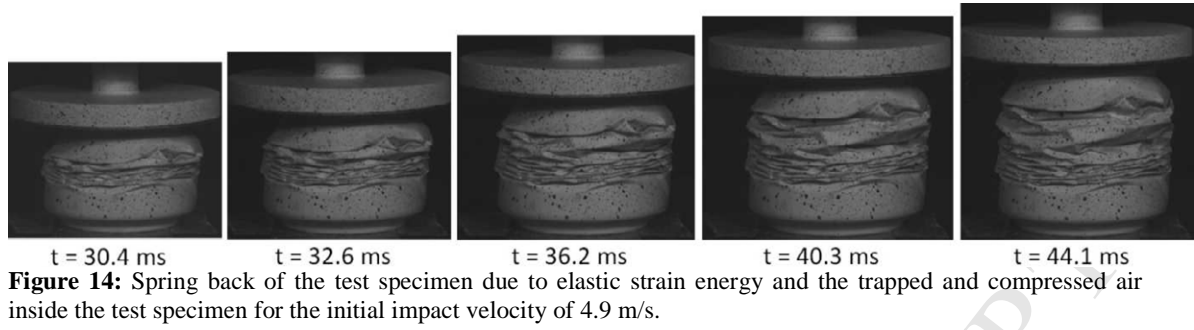 t = 30.4 ms
t = 32.6 ms
t = 36.2 ms
t = 40.3 ms
t = 44.1 ms
Figure 14: Spring back of the test specimen due to elastic strain energy and the trapped and compressed air
inside the test specimen for the initial impact velocity of 4.9 m/s.